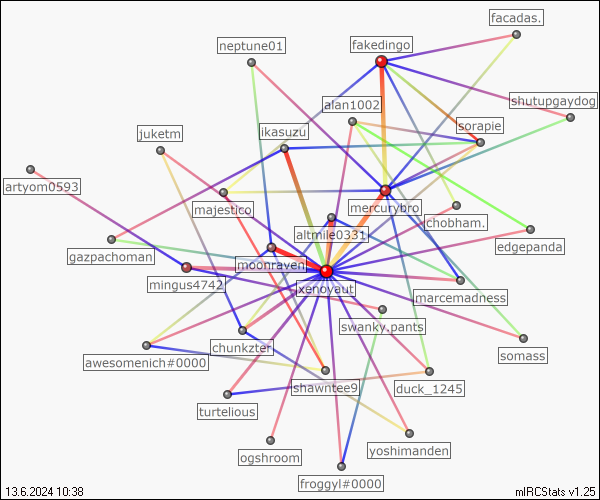 facadas.
neptune01
fakedingo
alan1002
shutupgaydog
juketm
ikasuzu
sorapie
artyom0593
majestico
mercurybro
chobham.
altmile0331
edgepanda
gazpachoman
moonraven
mingus4742
xenoyaut
marcemadness
swanky.pants
chunkzter
somass
awesomenich#0000
shawntee9
duck_1245
turtelious
yoshimanden
ogshroom
froggyl#0000
13.6.2024 10:38
mIRCStats v1.25